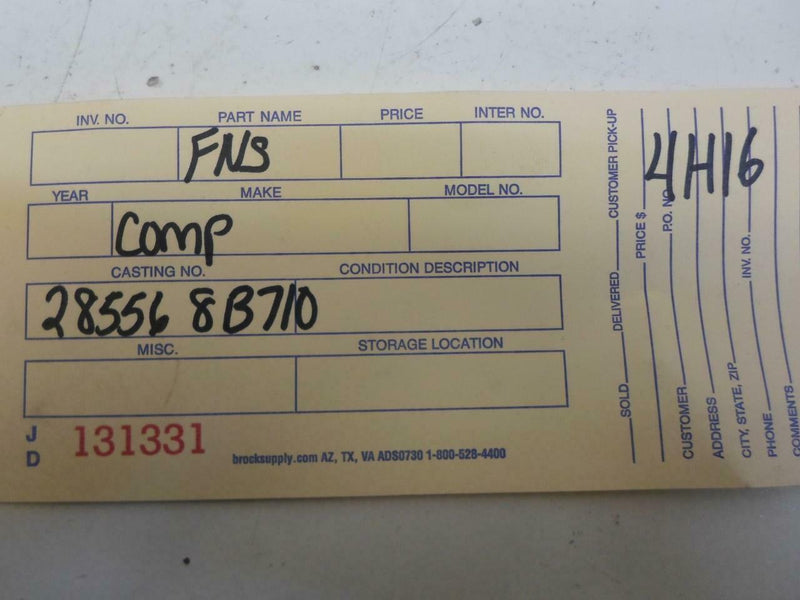 INV. NO. PART NAME PRICE INTER NO.
FNS
YEAR MAKE MODEL NO.
Comp
CASTING NO. CONDITION DESCRIPTION
28556 8B710
MISC. STORAGE LOCATION
J D 131331
brocksupply.com AZ, TX, VA ADS0730 1-800-528-4400
4H16
SOLD DELIVERED CUSTOMER PICK-UP
PRICE $
P.O. NO.
CUSTOMER
ADDRESS
CITY, STATE, ZIP INV. NO.
PHONE
COMMENTS